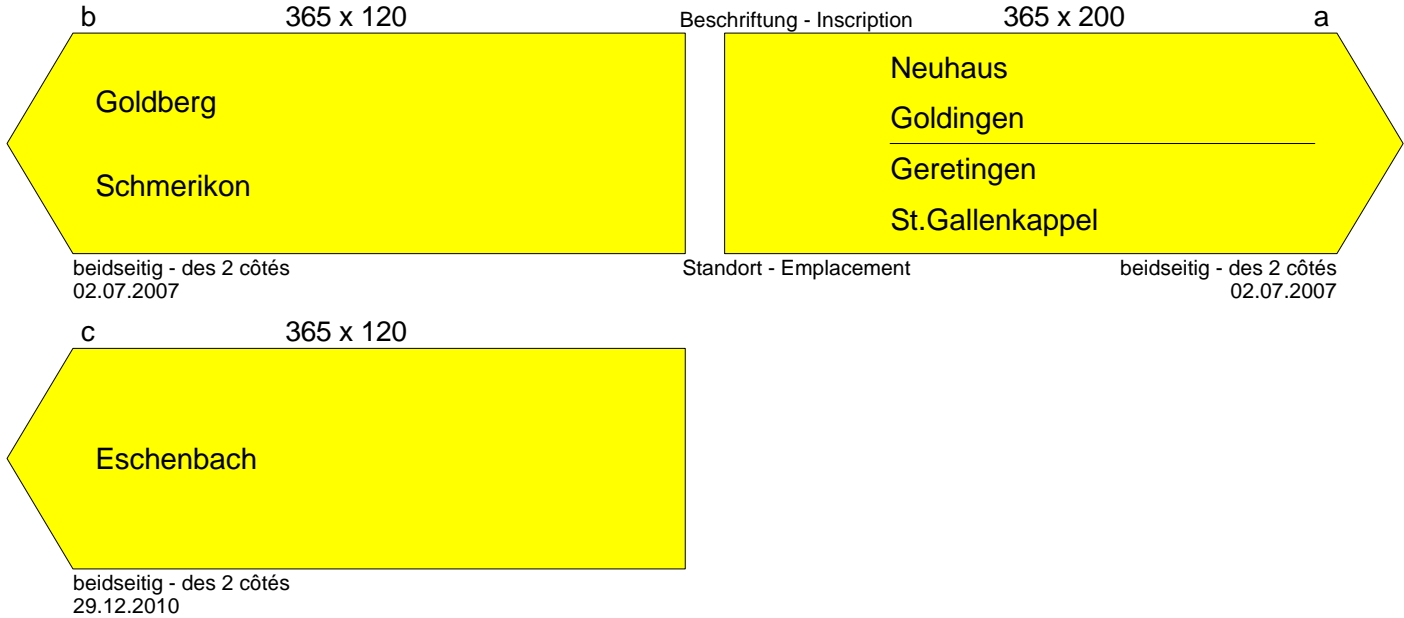 b 365 x 120 Beschriftung - Inscription 365 x 200 a
Goldberg
Schmerikon
Neuhaus
Goldingen
Geretingen
St.Gallenkappel
beidseitig - des 2 côtés
02.07.2007
Standort - Emplacement
beidseitig - des 2 côtés
02.07.2007
c 365 x 120
Eschenbach
beidseitig - des 2 côtés
29.12.2010